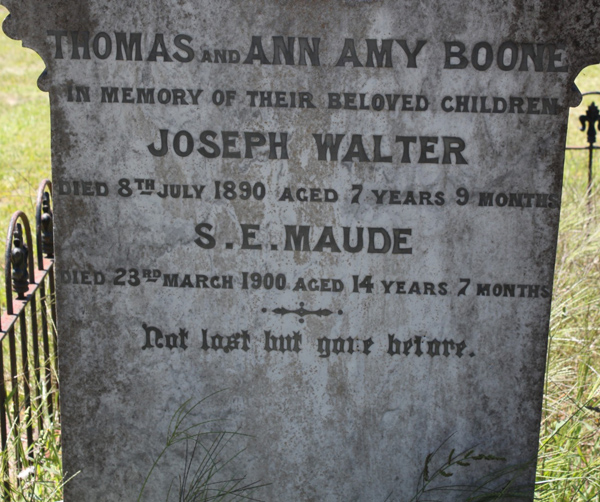 THOMAS AND ANN AMY BOONE
IN MEMORY OF THEIR BELOVED CHILDREN
JOSEPH WALTER
DIED 8TH JULY 1890 AGED 7 YEARS 9 MONTHS
S.E. MAUDE
DIED 23RD MARCH 1900 AGED 14 YEARS 7 MONTHS
Not lost but gone before.